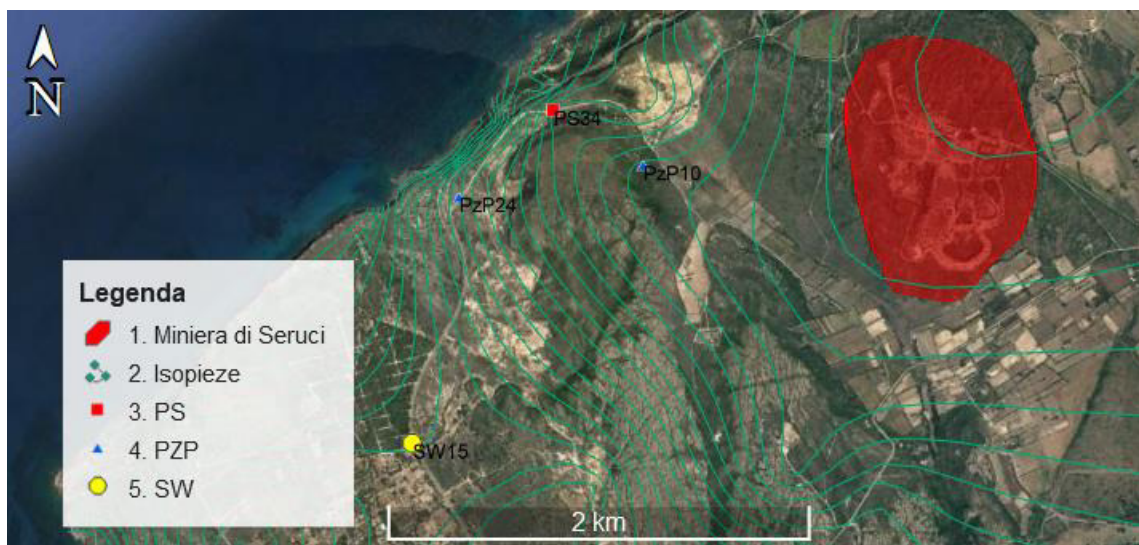 N
PS34
PzP10
PzP24
Legenda
1. Miniera di Seruci
2. Isopieze
3. PS
4. PZP
5. SW
SW15
2 km